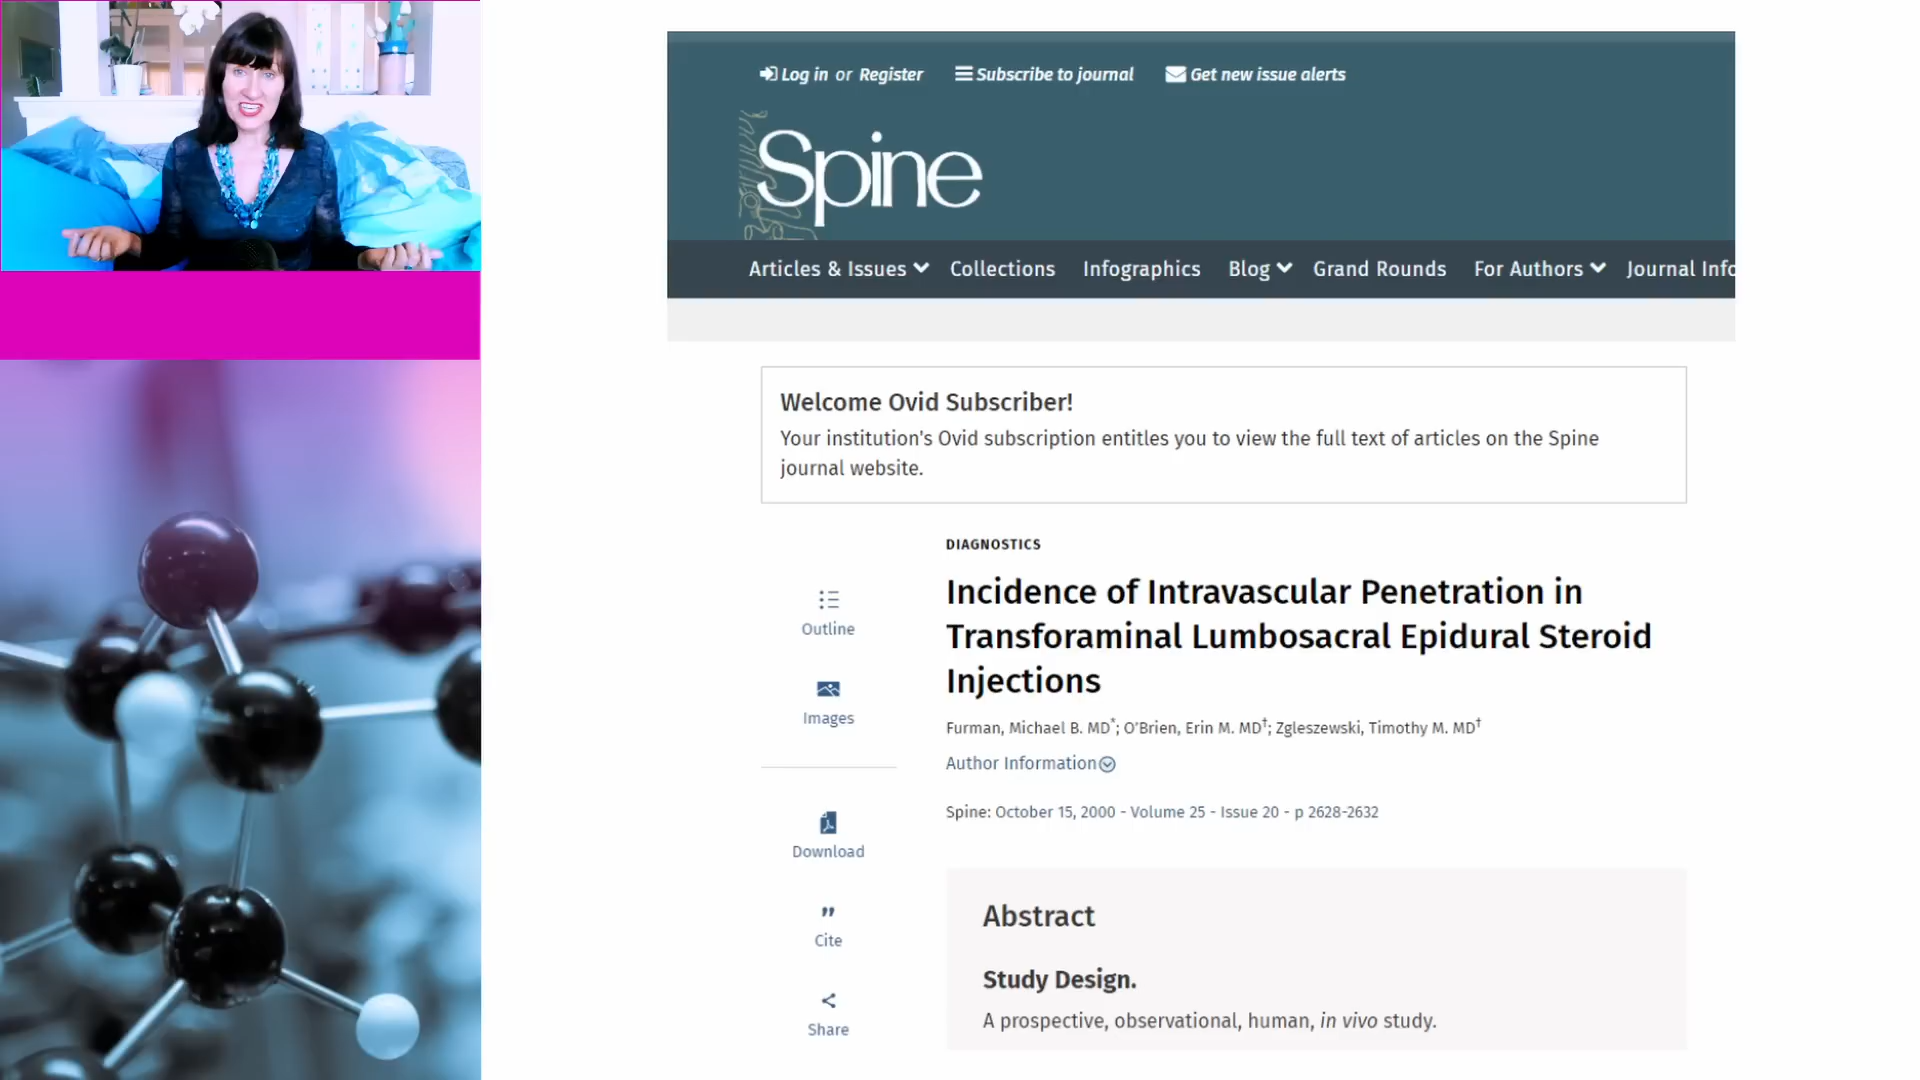 Log in or Register Subscribe to journal Get new issue alerts
Spine
Articles & Issues Collections Infographics Blog Grand Rounds For Authors Journal Info
Welcome Ovid Subscriber!
Your institution's Ovid subscription entitles you to view the full text of articles on the Spine
journal website.
DIAGNOSTICS
Incidence of Intravascular Penetration in
Transforaminal Lumbosacral Epidural Steroid
Injections
Furman, Michael B. MD*; O'Brien, Erin M. MD†; Zgleszewski, Timothy M. MD†
Author Information
Spine: October 15, 2000 - Volume 25 - Issue 20 - p 2628-2632
Outline
Images
Download
Cite
Share
Abstract
Study Design.
A prospective, observational, human, in vivo study.